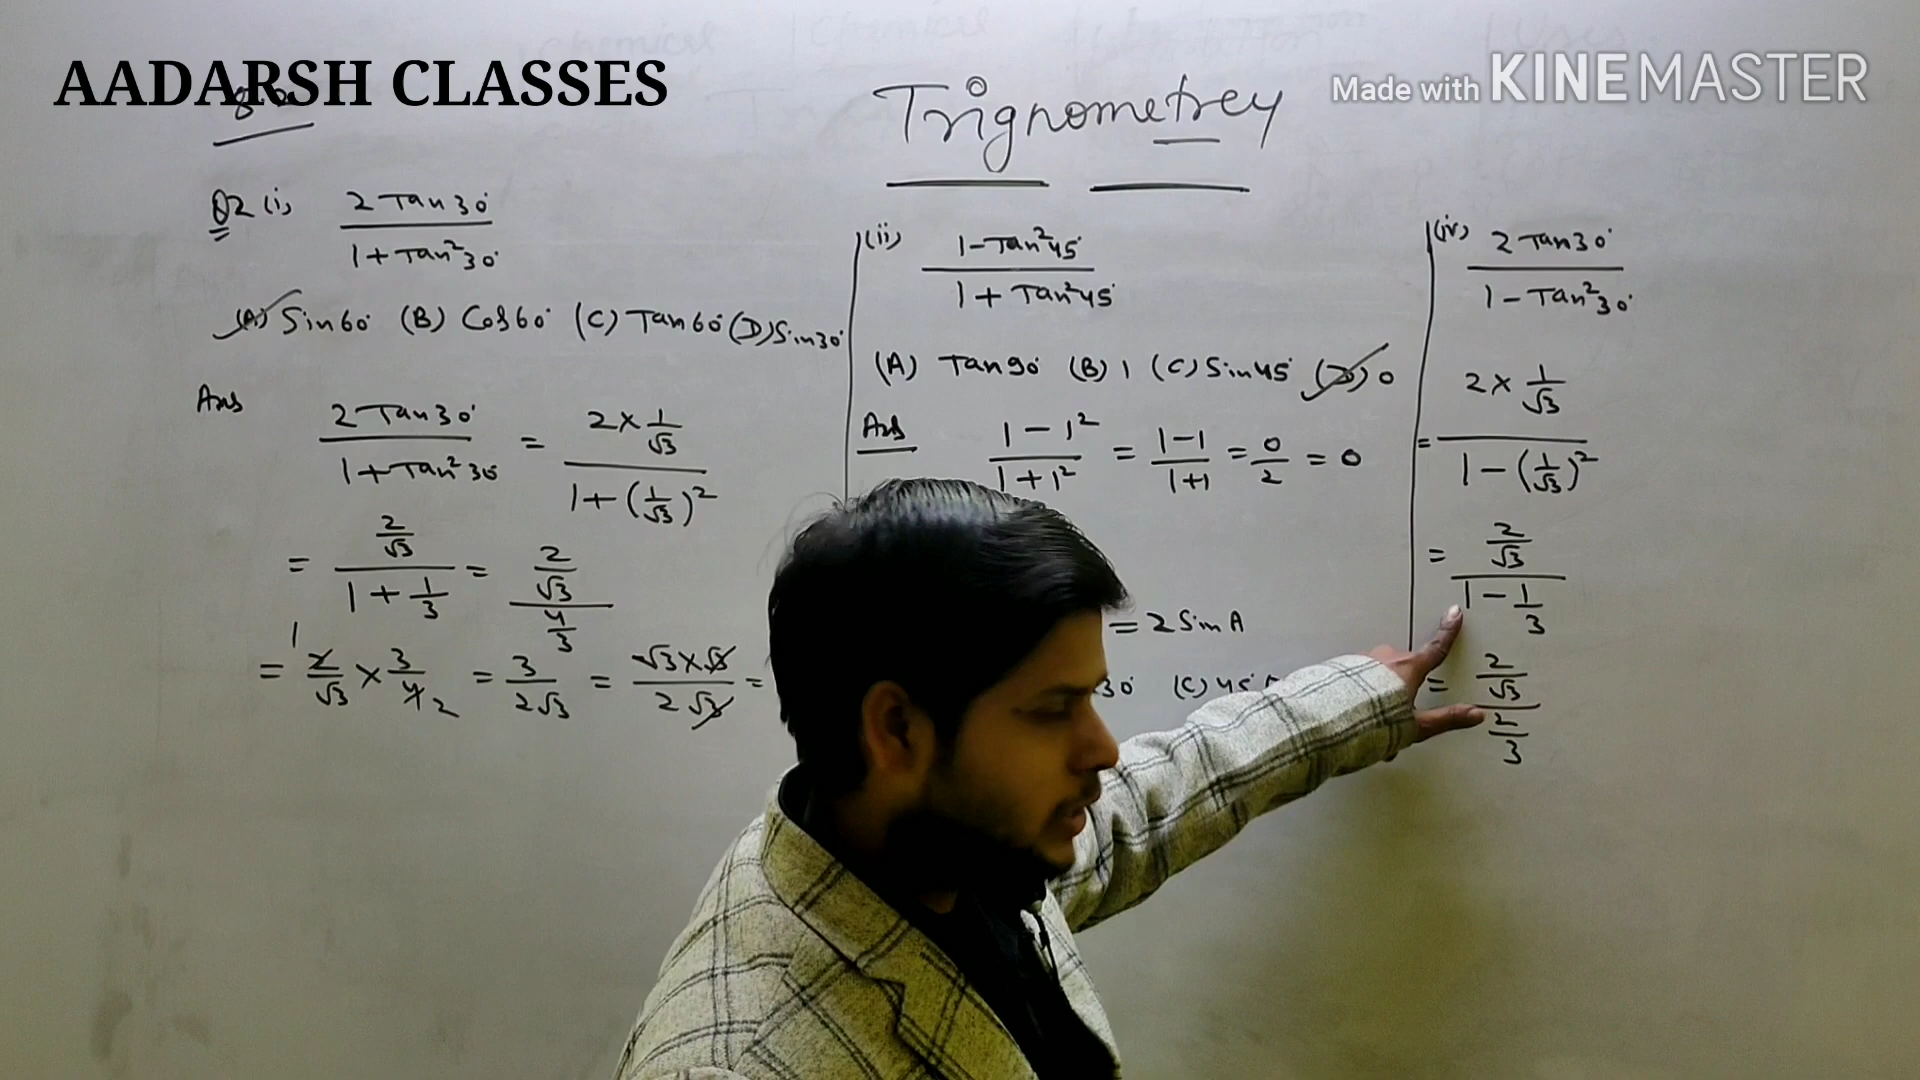 AADARSH CLASSES
Made with KINEMASTER
Trignometrey
Q2 (i) 2 Tan 30° / 1 + Tan² 30°
(A) Sin 60° (B) Cos 60° (C) Tan 60° (D) Sin 30°
Ans 2 Tan 30° / 1 + Tan² 30° = 2 × 1/√3 / 1 + (1/√3)²
= 2/√3 / 1 + 1/3 = 2/√3 / 4/3
= 2/√3 × 3/4 = 3/2√3 = √3 × √3 / 2√3 =
(ii) 1 - Tan² 45° / 1 + Tan² 45°
(A) Tan 90° (B) 1 (C) Sin 45° (D) 0
Ans 1 - 1² / 1 + 1² = 1 - 1 / 1 + 1 = 0/2 = 0
= 2 Sin A
30° (C) 45°
(iv) 2 Tan 30° / 1 - Tan² 30°
= 2 × 1/√3 / 1 - (1/√3)²
= 2/√3 / 1 - 1/3
= 2/√3 / 2/3